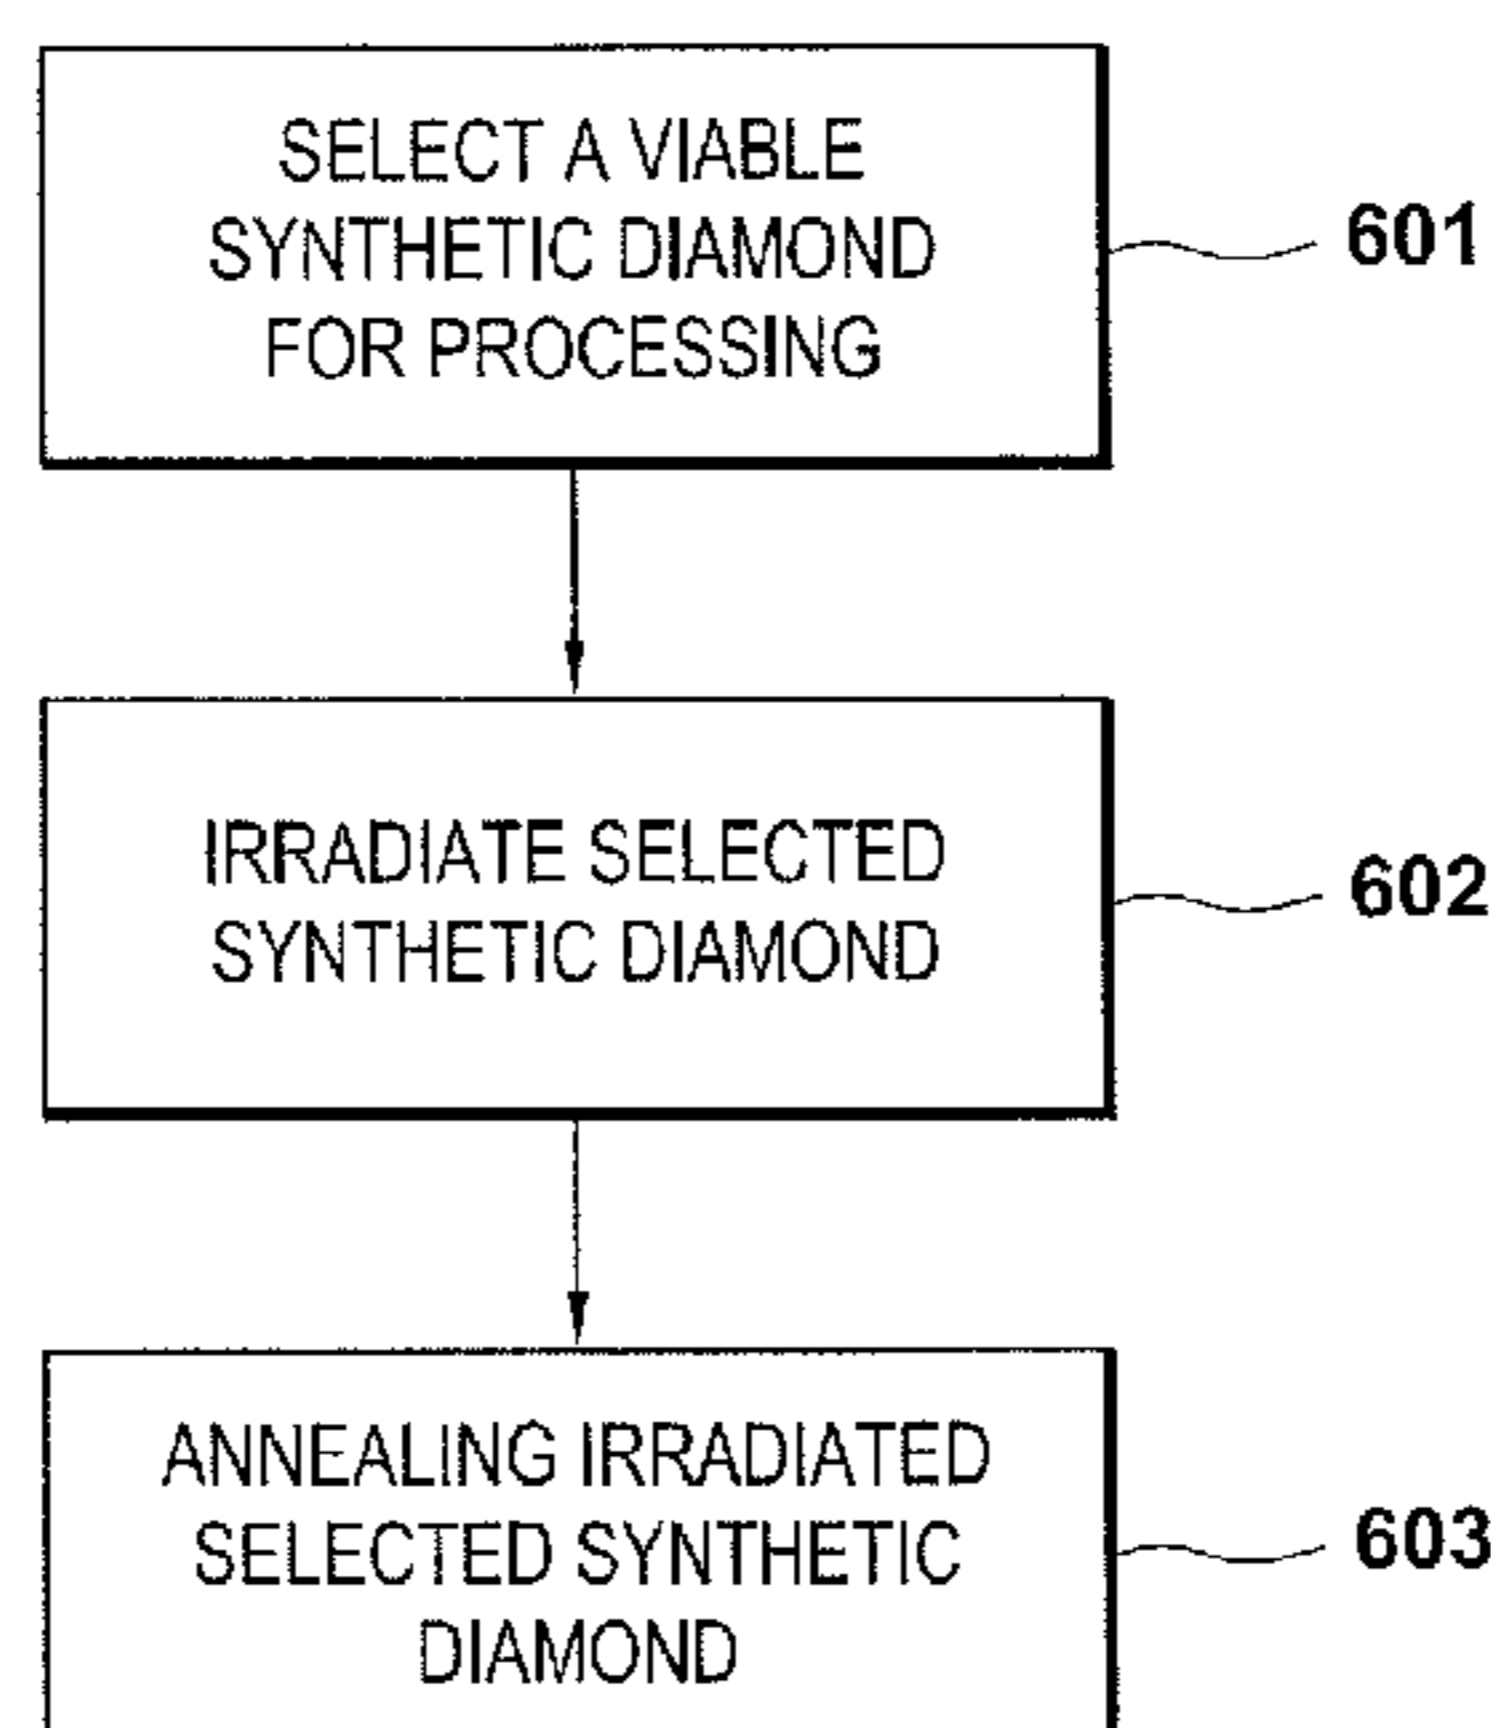 SELECT A VIABLE
SYNTHETIC DIAMOND
FOR PROCESSING
601
IRRADIATE SELECTED
SYNTHETIC DIAMOND
602
ANNEALING IRRADIATED
SELECTED SYNTHETIC
DIAMOND
603